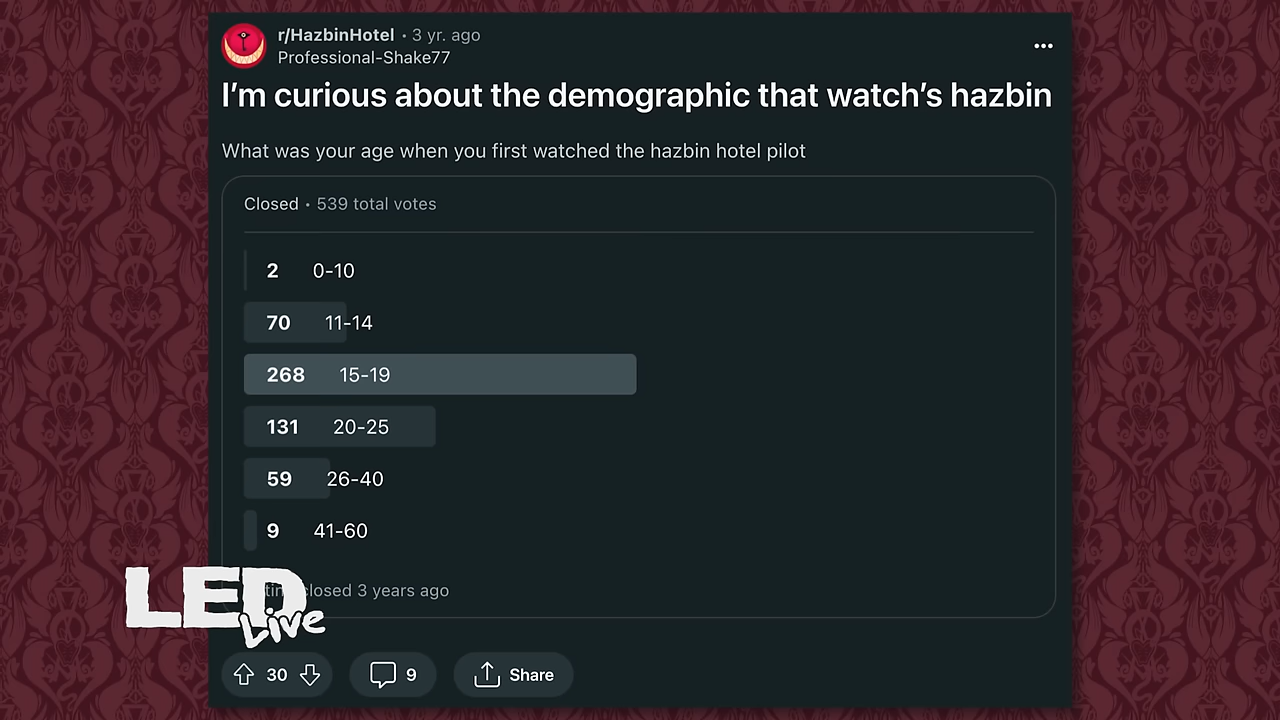 r/HazbinHotel • 3 yr. ago
Professional-Shake77
I'm curious about the demographic that watch's hazbin
What was your age when you first watched the hazbin hotel pilot
Closed • 539 total votes
2 0-10
70 11-14
268 15-19
131 20-25
59 26-40
9 41-60
closed 3 years ago
LED
Live
30 9 Share